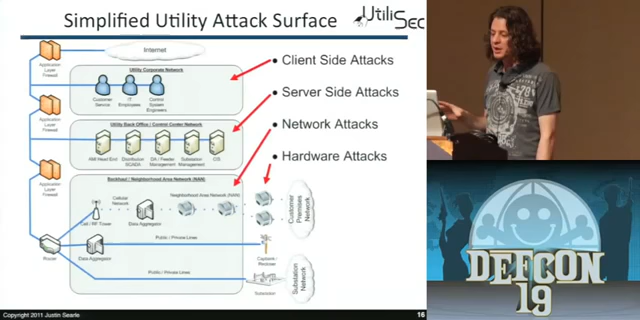 Simplified Utility Attack Surface
UtiliSec
Internet
Application
Layer
Firewall
Utility Corporate Network
Customer
Service
IT
Employees
Control
System
Engineers
Application
Layer
Firewall
Utility Back Office / Control Center Network
AMI Head End
Distribution
SCADA
DA / Feeder
Management
Substation
Management
CIS
Application
Layer
Firewall
Backhaul / Neighborhood Area Network (NAN)
Cellular
Network
Neighborhood Area Network (NAN)
Cell / RF Tower
Data Aggregator
Public / Private Lines
Router
Data Aggregator
Public / Private Lines
Capacitor /
Recloser
Substation
Customer
Premises
Network
Substation
Network
• Client Side Attacks
• Server Side Attacks
• Network Attacks
• Hardware Attacks
Copyright 2011 Justin Searle
16
DEFCON
19